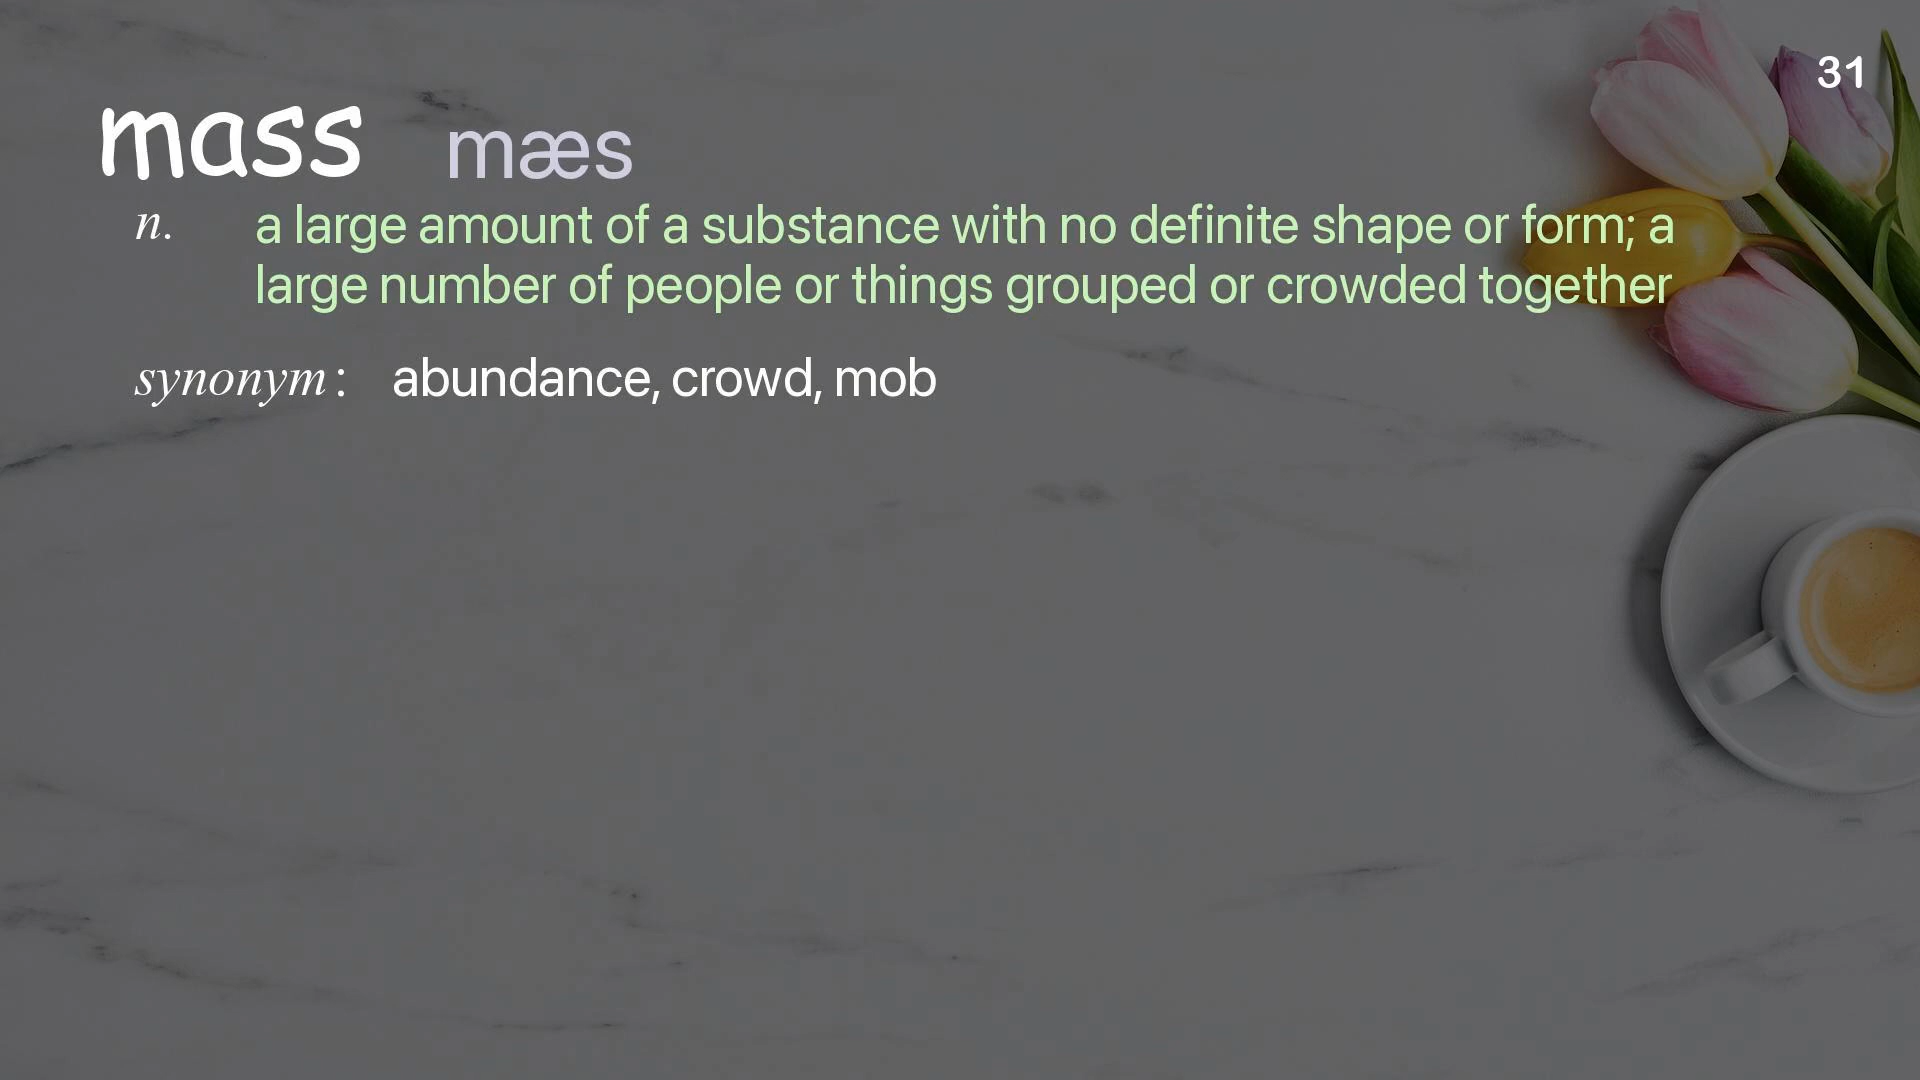 31
mass mæs
n. a large amount of a substance with no definite shape or form; a
large number of people or things grouped or crowded together
synonym: abundance, crowd, mob